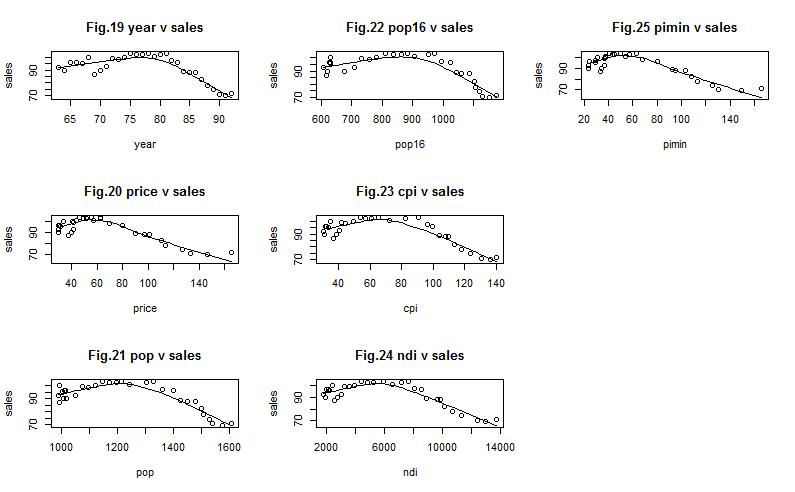 Fig.19 year v sales
sales
70 90
65 70 75 80 85 90
year
Fig.22 pop16 v sales
sales
70 90
600 700 800 900 1000
pop16
Fig.25 pimin v sales
sales
70 90
20 40 60 80 100 140
pimin
Fig.20 price v sales
sales
70 90
40 60 80 100 120 160
price
Fig.23 cpi v sales
sales
70 90
40 60 80 100 120 140
cpi
Fig.21 pop v sales
sales
70 90
1000 1200 1400 1600
pop
Fig.24 ndi v sales
sales
70 90
2000 6000 10000 14000
ndi